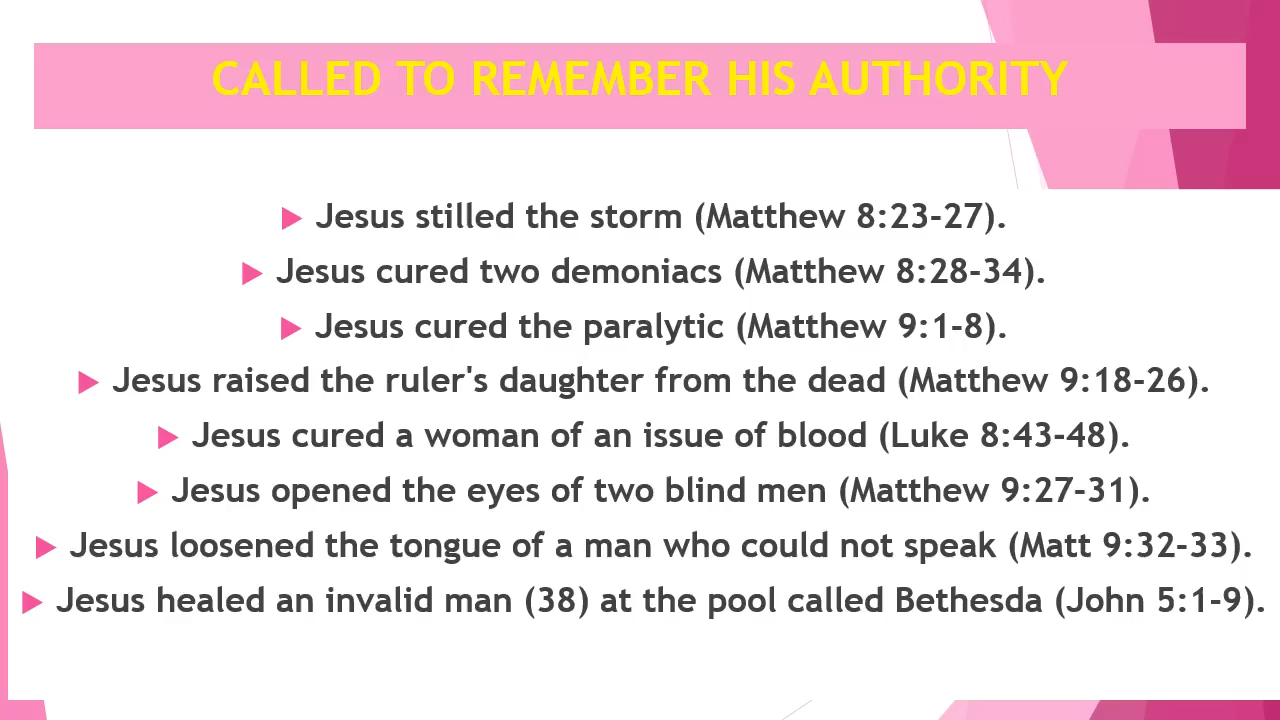 CALLED TO REMEMBER HIS AUTHORITY
Jesus stilled the storm (Matthew 8:23-27).
Jesus cured two demoniacs (Matthew 8:28-34).
Jesus cured the paralytic (Matthew 9:1-8).
Jesus raised the ruler's daughter from the dead (Matthew 9:18-26).
Jesus cured a woman of an issue of blood (Luke 8:43-48).
Jesus opened the eyes of two blind men (Matthew 9:27-31).
Jesus loosened the tongue of a man who could not speak (Matt 9:32-33).
Jesus healed an invalid man (38) at the pool called Bethesda (John 5:1-9).